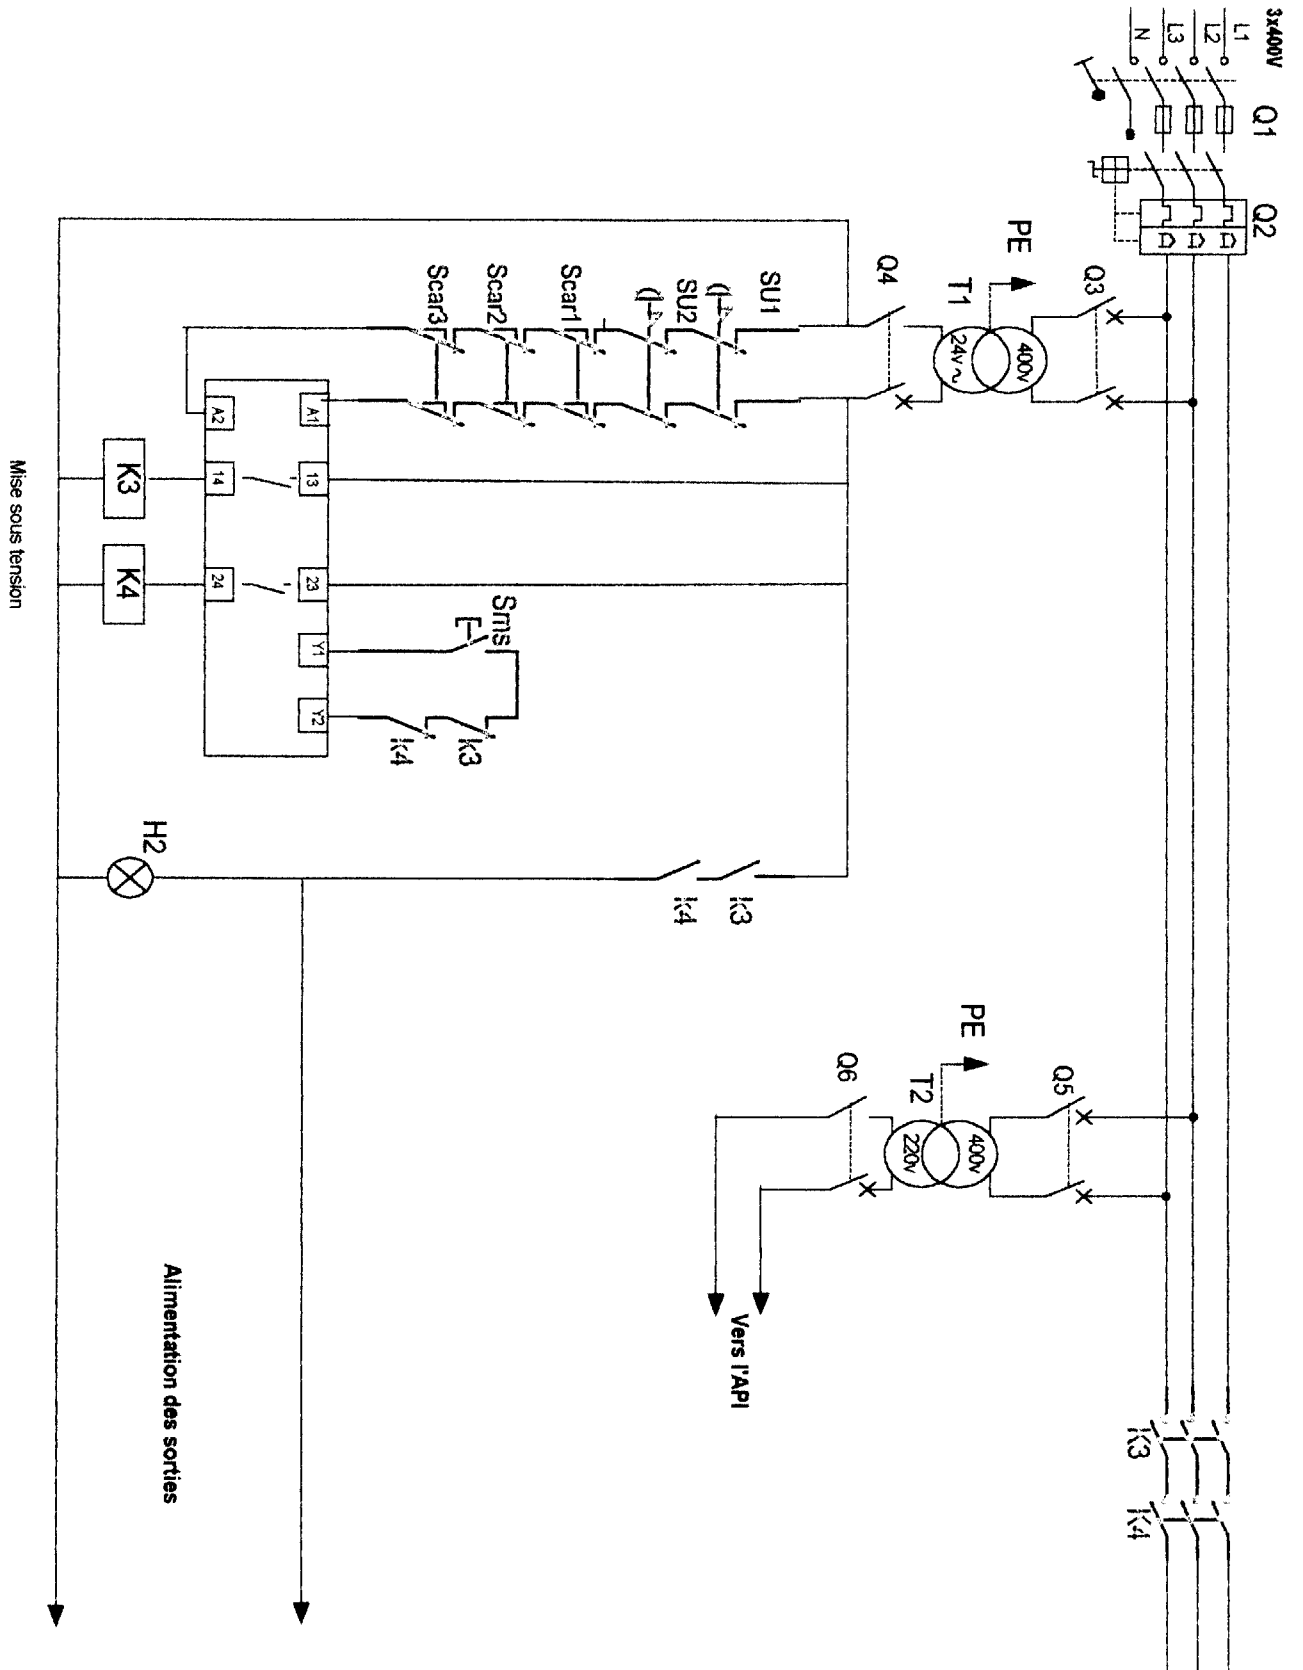 3x400V
L1
L2
L3
N
Q1
Q2
PE
Q3
T1
400v
24v~
Q4
SU1
SU2
Scar1
Scar2
Scar3
A1
A2
13
14
23
24
Y1
Y2
K3
K4
Sms
k3
k4
Mise sous tension
H2
k3
k4
PE
Q5
T2
400v
220v
Q6
Vers l'API
Alimentation des sorties
K3
K4